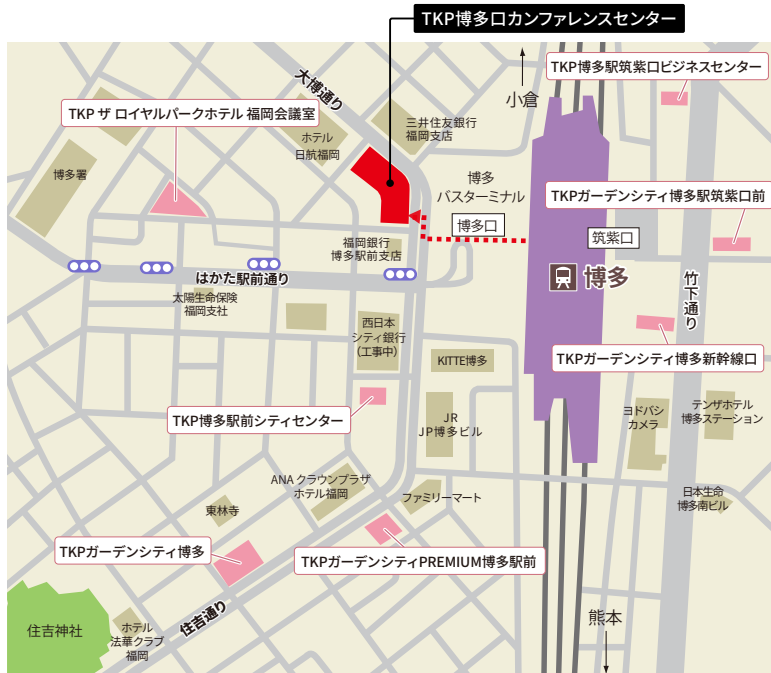 TKP博多口カンファレンスセンター
TKP博多駅筑紫口ビジネスセンター
大博通り
小倉
TKP ザ ロイヤルパークホテル 福岡会議室
三井住友銀行
福岡支店
ホテル
日航福岡
博多署
博多
バスターミナル
TKPガーデンシティ博多駅筑紫口前
博多口
筑紫口
福岡銀行
博多駅前支店
はかた駅前通り
博多
竹下通り
太陽生命保険
福岡支社
西日本
シティ銀行
(工事中)
KITTE博多
TKPガーデンシティ博多新幹線口
TKP博多駅前シティセンター
JR
JP博多ビル
ヨドバシ
カメラ
テンザホテル
博多ステーション
ANA クラウンプラザ
ホテル福岡
ファミリーマート
日本生命
博多南ビル
東林寺
TKPガーデンシティ博多
TKPガーデンシティPREMIUM博多駅前
住吉通り
熊本
住吉神社
ホテル
法華クラブ
福岡